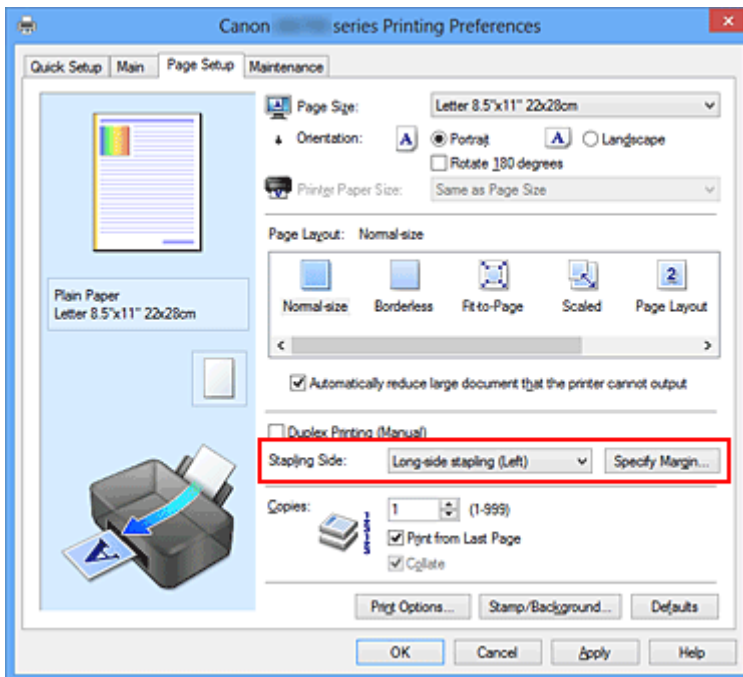 Canon series Printing Preferences
Quick Setup Main Page Setup Maintenance
Page Size: Letter 8.5"x11" 22x28cm
Orientation: A Portrait A Landscape
Rotate 180 degrees
Printer Paper Size: Same as Page Size
Page Layout: Normal-size
2
Normal-size Borderless Fit-to-Page Scaled Page Layout
Plain Paper
Letter 8.5"x11" 22x28cm
Automatically reduce large document that the printer cannot output
Duplex Printing (Manual)
Stapling Side: Long-side stapling (Left) Specify Margin...
Copies: 1 (1-999)
Print from Last Page
Collate
A
Print Options... Stamp/Background... Defaults
OK Cancel Apply Help